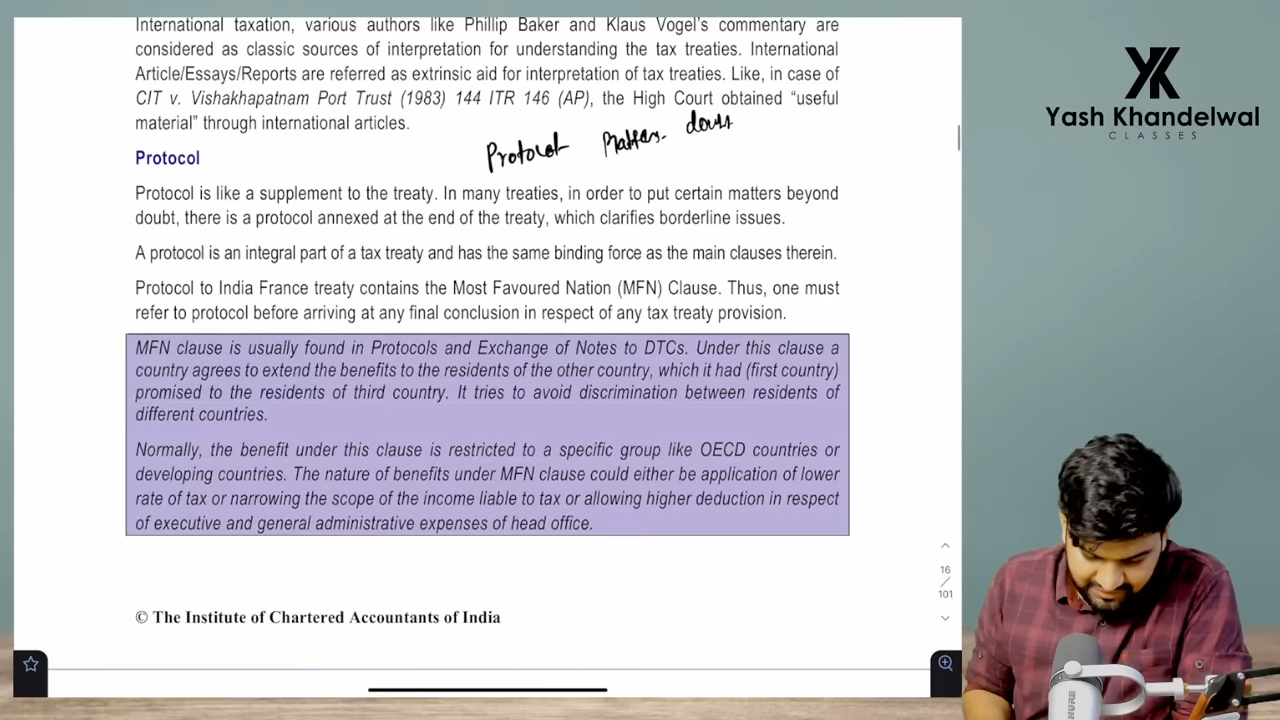 International taxation, various authors like Phillip Baker and Klaus Vogel's commentary are
considered as classic sources of interpretation for understanding the tax treaties. International
Article/Essays/Reports are referred as extrinsic aid for interpretation of tax treaties. Like, in case of
CIT v. Vishakhapatnam Port Trust (1983) 144 ITR 146 (AP), the High Court obtained “useful
material” through international articles.
Protocol Matters doubt
Protocol
Protocol is like a supplement to the treaty. In many treaties, in order to put certain matters beyond
doubt, there is a protocol annexed at the end of the treaty, which clarifies borderline issues.
A protocol is an integral part of a tax treaty and has the same binding force as the main clauses therein.
Protocol to India France treaty contains the Most Favoured Nation (MFN) Clause. Thus, one must
refer to protocol before arriving at any final conclusion in respect of any tax treaty provision.
MFN clause is usually found in Protocols and Exchange of Notes to DTCs. Under this clause a
country agrees to extend the benefits to the residents of the other country, which it had (first country)
promised to the residents of third country. It tries to avoid discrimination between residents of
different countries.
Normally, the benefit under this clause is restricted to a specific group like OECD countries or
developing countries. The nature of benefits under MFN clause could either be application of lower
rate of tax or narrowing the scope of the income liable to tax or allowing higher deduction in respect
of executive and general administrative expenses of head office.
© The Institute of Chartered Accountants of India
16
101
YK
Yash Khandelwal
CLASSES
SHURE